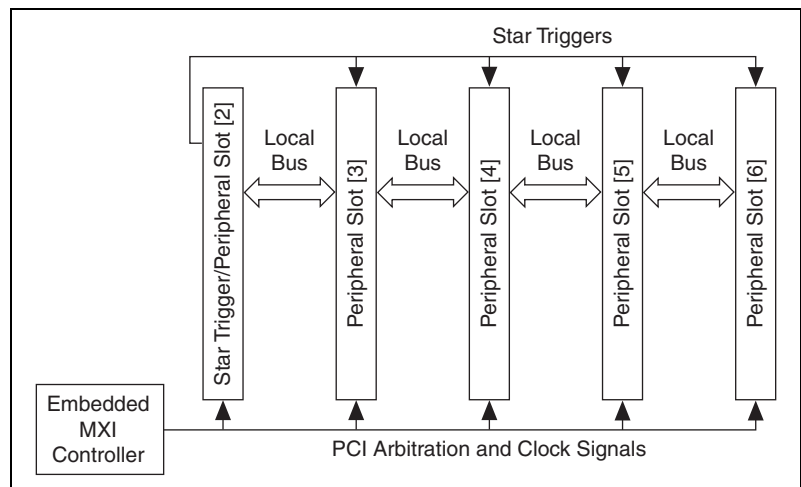 Star Triggers
Star Trigger/Peripheral Slot [2]
Local
Bus
Peripheral Slot [3]
Local
Bus
Peripheral Slot [4]
Local
Bus
Peripheral Slot [5]
Local
Bus
Peripheral Slot [6]
Embedded
MXI
Controller
PCI Arbitration and Clock Signals